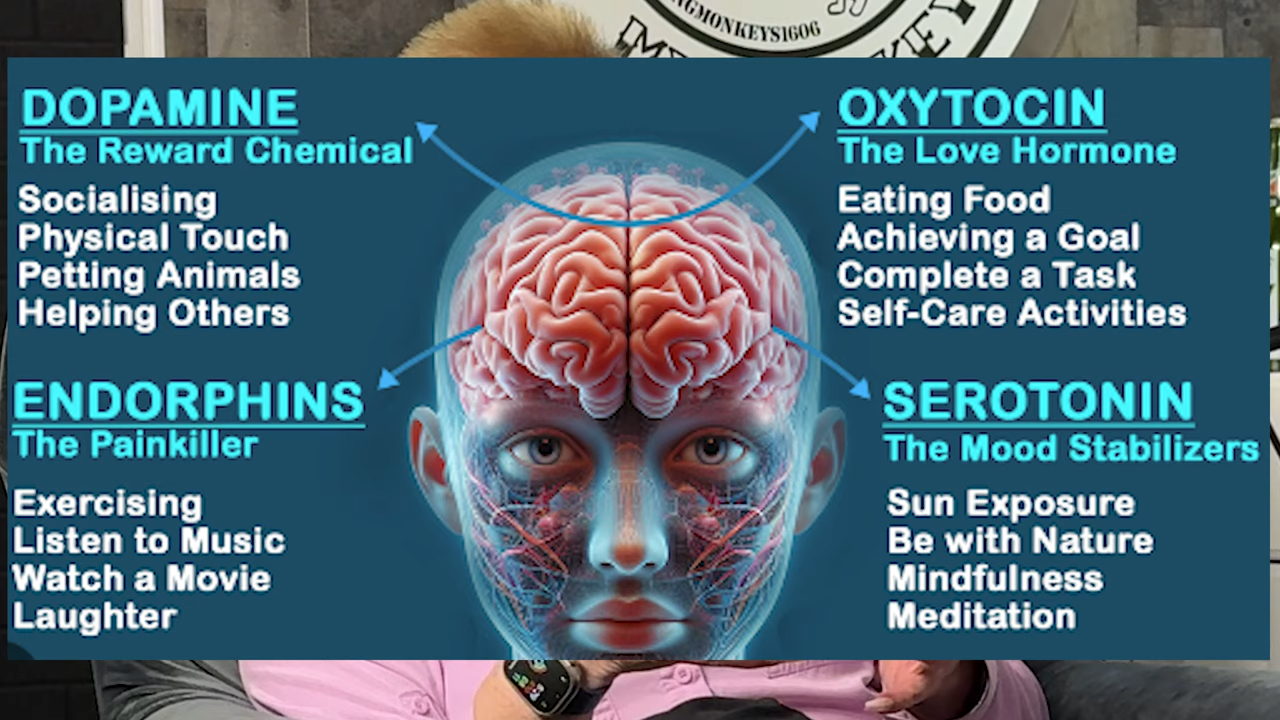 NGMONKEYS1606
DOPAMINE
The Reward Chemical
Socialising
Physical Touch
Petting Animals
Helping Others
OXYTOCIN
The Love Hormone
Eating Food
Achieving a Goal
Complete a Task
Self-Care Activities
ENDORPHINS
The Painkiller
Exercising
Listen to Music
Watch a Movie
Laughter
SEROTONIN
The Mood Stabilizers
Sun Exposure
Be with Nature
Mindfulness
Meditation